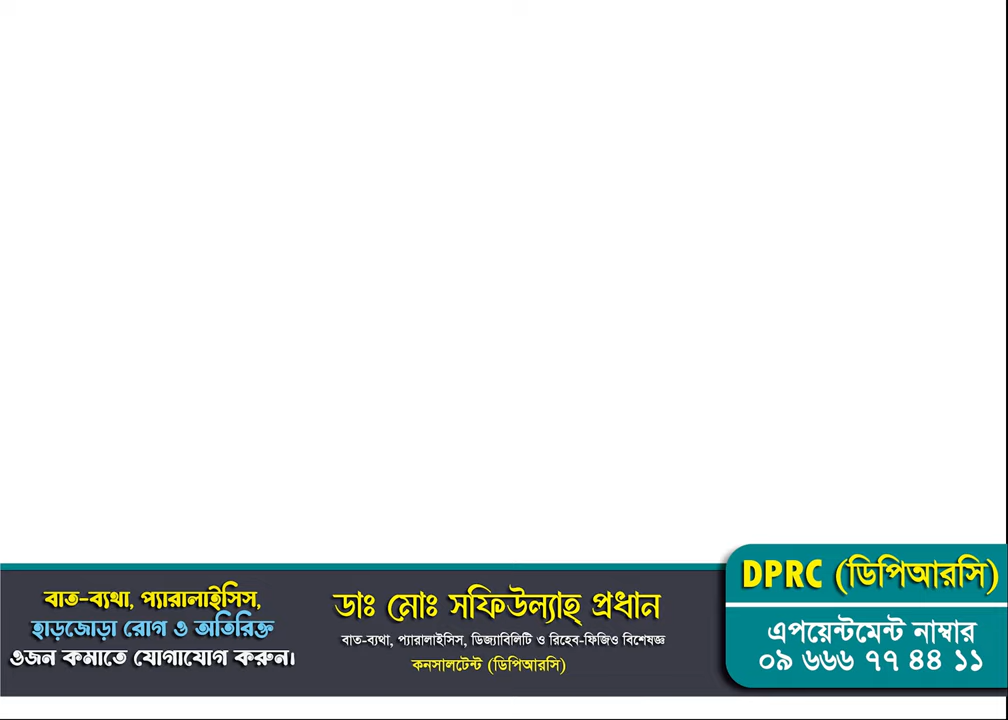 বাত-ব্যথা, প্যারালাইসিস,
হাড়জোড়া রোগ ও অতিরিক্ত
ওজন কমাতে যোগাযোগ করুন।
ডাঃ মোঃ সফিউল্যাহ প্রধান
বাত-ব্যথা, প্যারালাইসিস, ডিজ্যাবিলিটি ও রিহেব-ফিজিও বিশেষজ্ঞ
কনসালটেন্ট (ডিপিআরসি)
DPRC (ডিপিআরসি)
এপয়েন্টমেন্ট নাম্বার
০৯ ৬৬৬ ৭৭ ৪৪ ১১